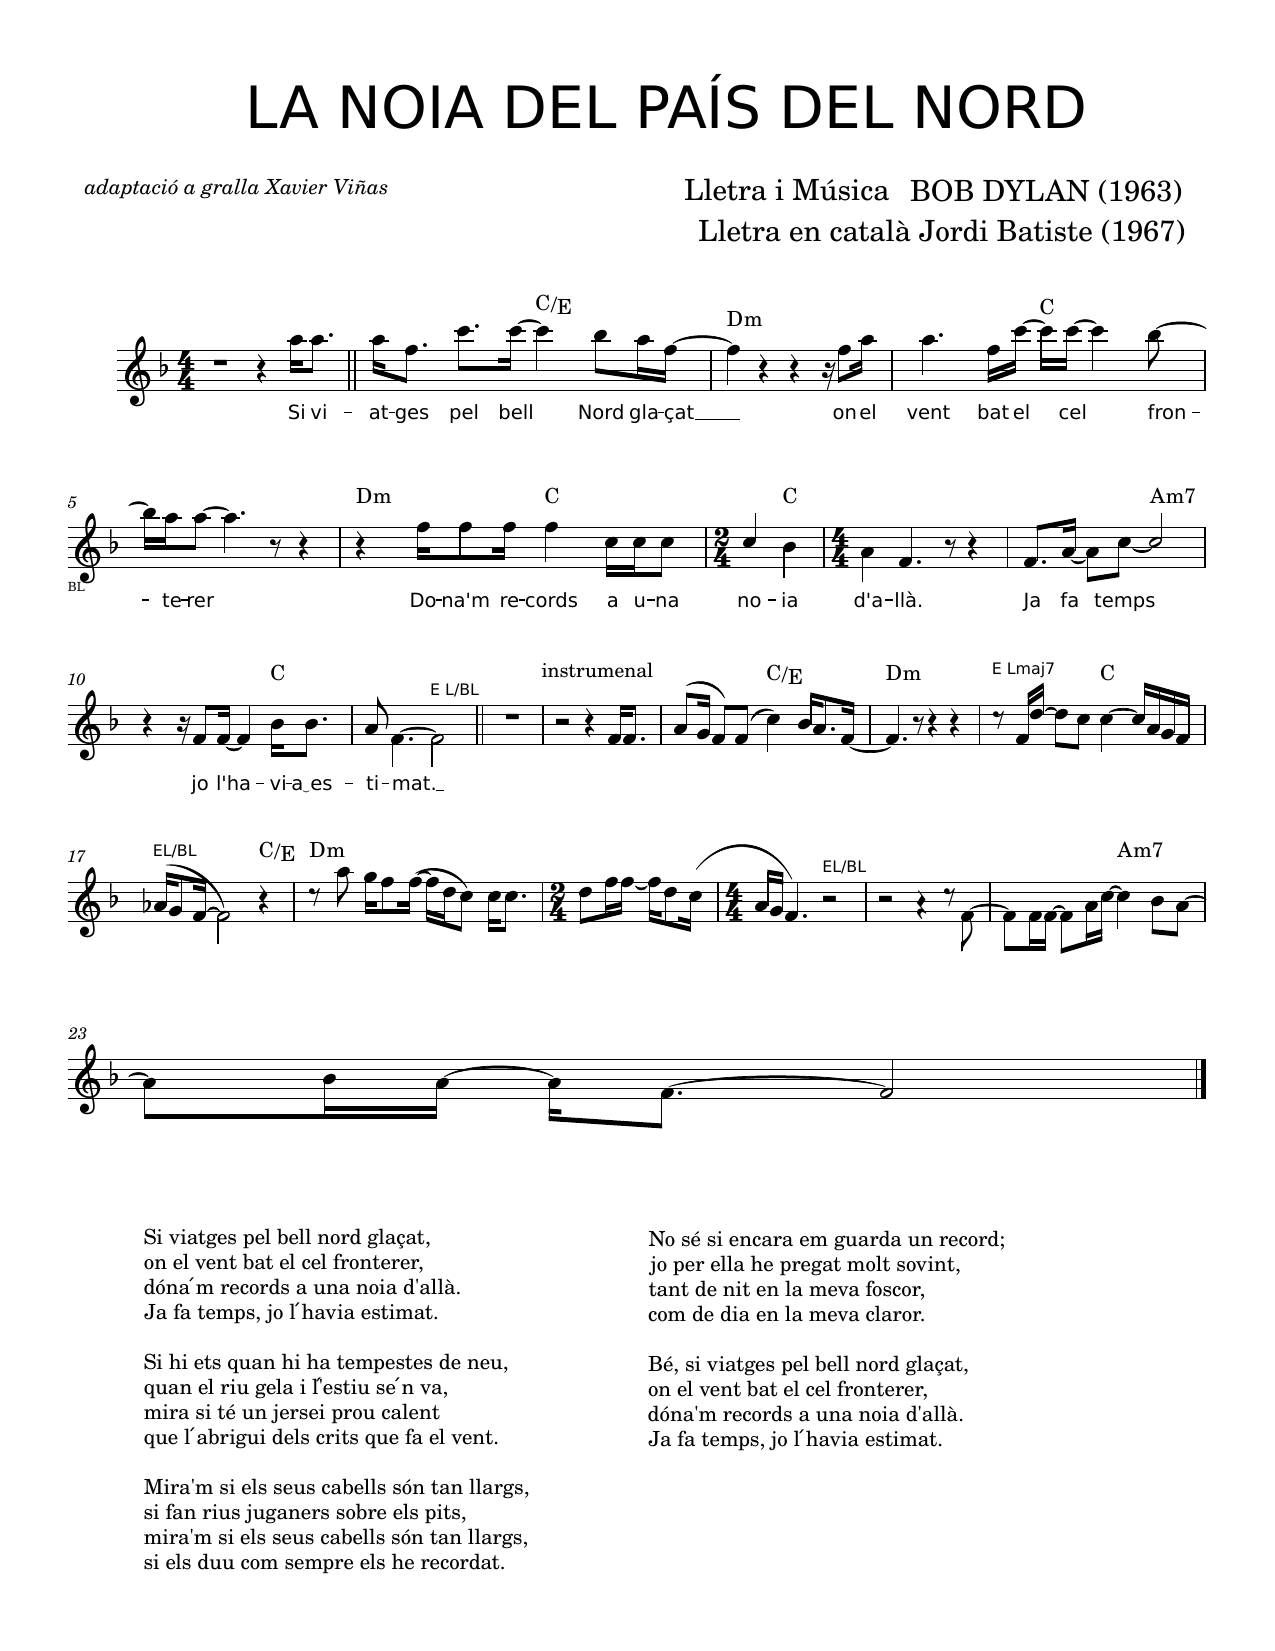 LA NOIA DEL PAÍS DEL NORD
adaptació a gralla Xavier Viñas
Lletra i Música BOB DYLAN (1963)
Lletra en català Jordi Batiste (1967)
C/E Dm C
4 4
Si vi – at-ges pel bell Nord gla-çat on el vent bat el cel fron –
5
Dm C C Am7
2 4 4 4
BL
– te-rer Do-na'm re-cords a u-na no – ia d'a-llà. Ja fa temps
10
C E L/BL instrumenal C/E Dm E Lmaj7 C
jo l'ha – vi-a‿es – ti-mat.
17
EL/BL C/E Dm EL/BL Am7
2 4 4 4
23
Si viatges pel bell nord glaçat,
on el vent bat el cel fronterer,
dóna´m records a una noia d'allà.
Ja fa temps, jo l´havia estimat.
Si hi ets quan hi ha tempestes de neu,
quan el riu gela i l'estiu se´n va,
mira si té un jersei prou calent
que l´abrigui dels crits que fa el vent.
Mira'm si els seus cabells són tan llargs,
si fan rius juganers sobre els pits,
mira'm si els seus cabells són tan llargs,
si els duu com sempre els he recordat.
No sé si encara em guarda un record;
jo per ella he pregat molt sovint,
tant de nit en la meva foscor,
com de dia en la meva claror.
Bé, si viatges pel bell nord glaçat,
on el vent bat el cel fronterer,
dóna'm records a una noia d'allà.
Ja fa temps, jo l´havia estimat.